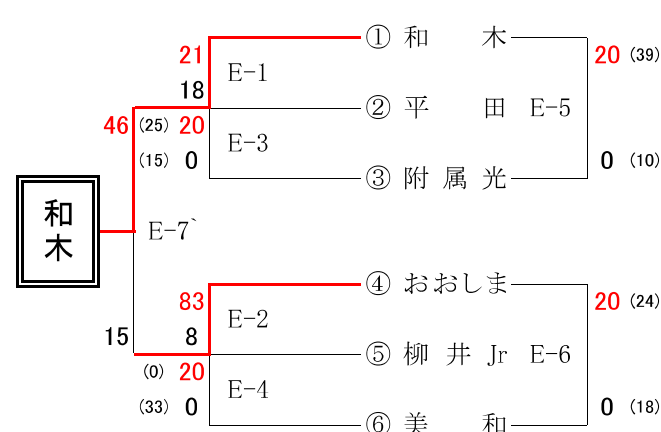 ① 和 木
20 (39)
21
E-1
18
② 平 田 E-5
46 (25) 20
E-3
(15) 0
0 (10)
③ 附 属 光
和木
E-7`
④ おおしま
83
20 (24)
E-2
15
8
⑤ 柳 井 Jr E-6
(0) 20
E-4
(33) 0
0 (18)
⑥ 美 和